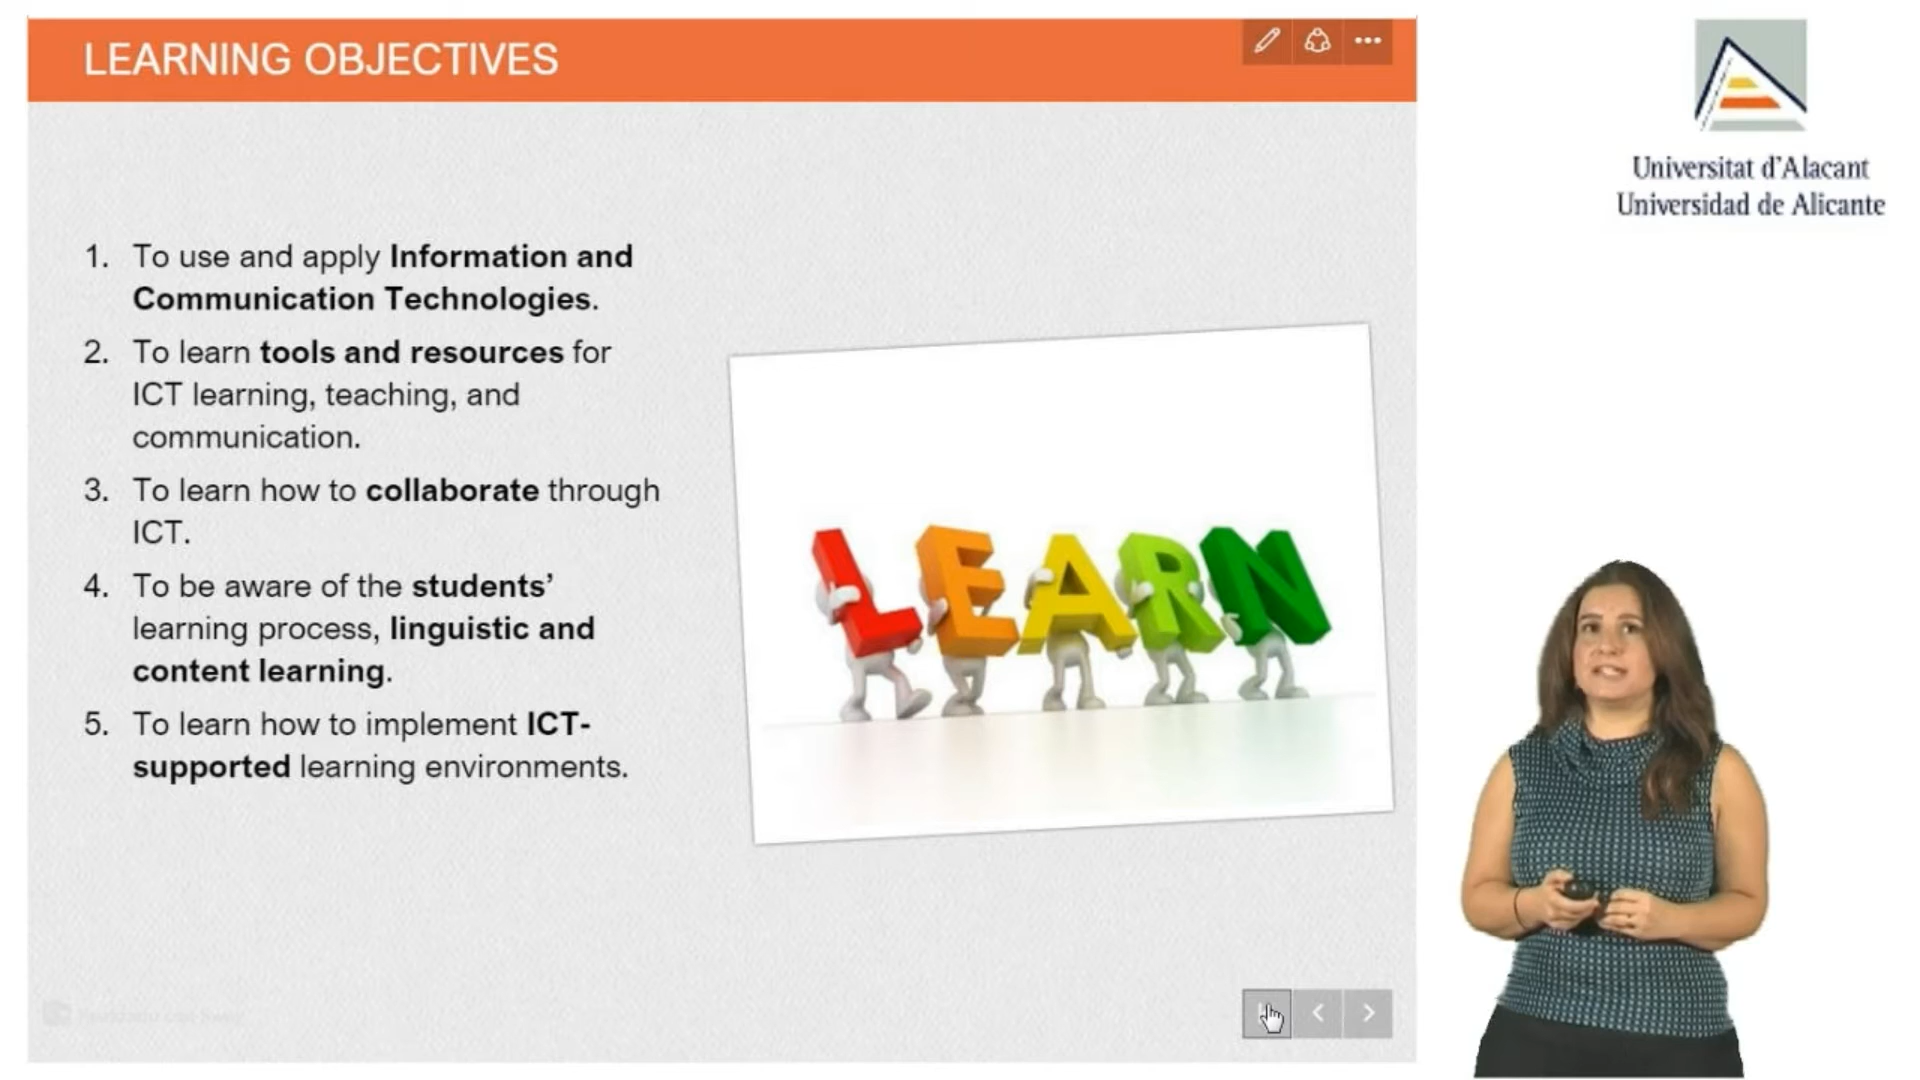 LEARNING OBJECTIVES
Universitat d'Alacant
Universidad de Alicante
1. To use and apply Information and
Communication Technologies.
2. To learn tools and resources for
ICT learning, teaching, and
communication.
3. To learn how to collaborate through
ICT.
4. To be aware of the students’
learning process, linguistic and
content learning.
5. To learn how to implement ICT-
supported learning environments.
LEARN